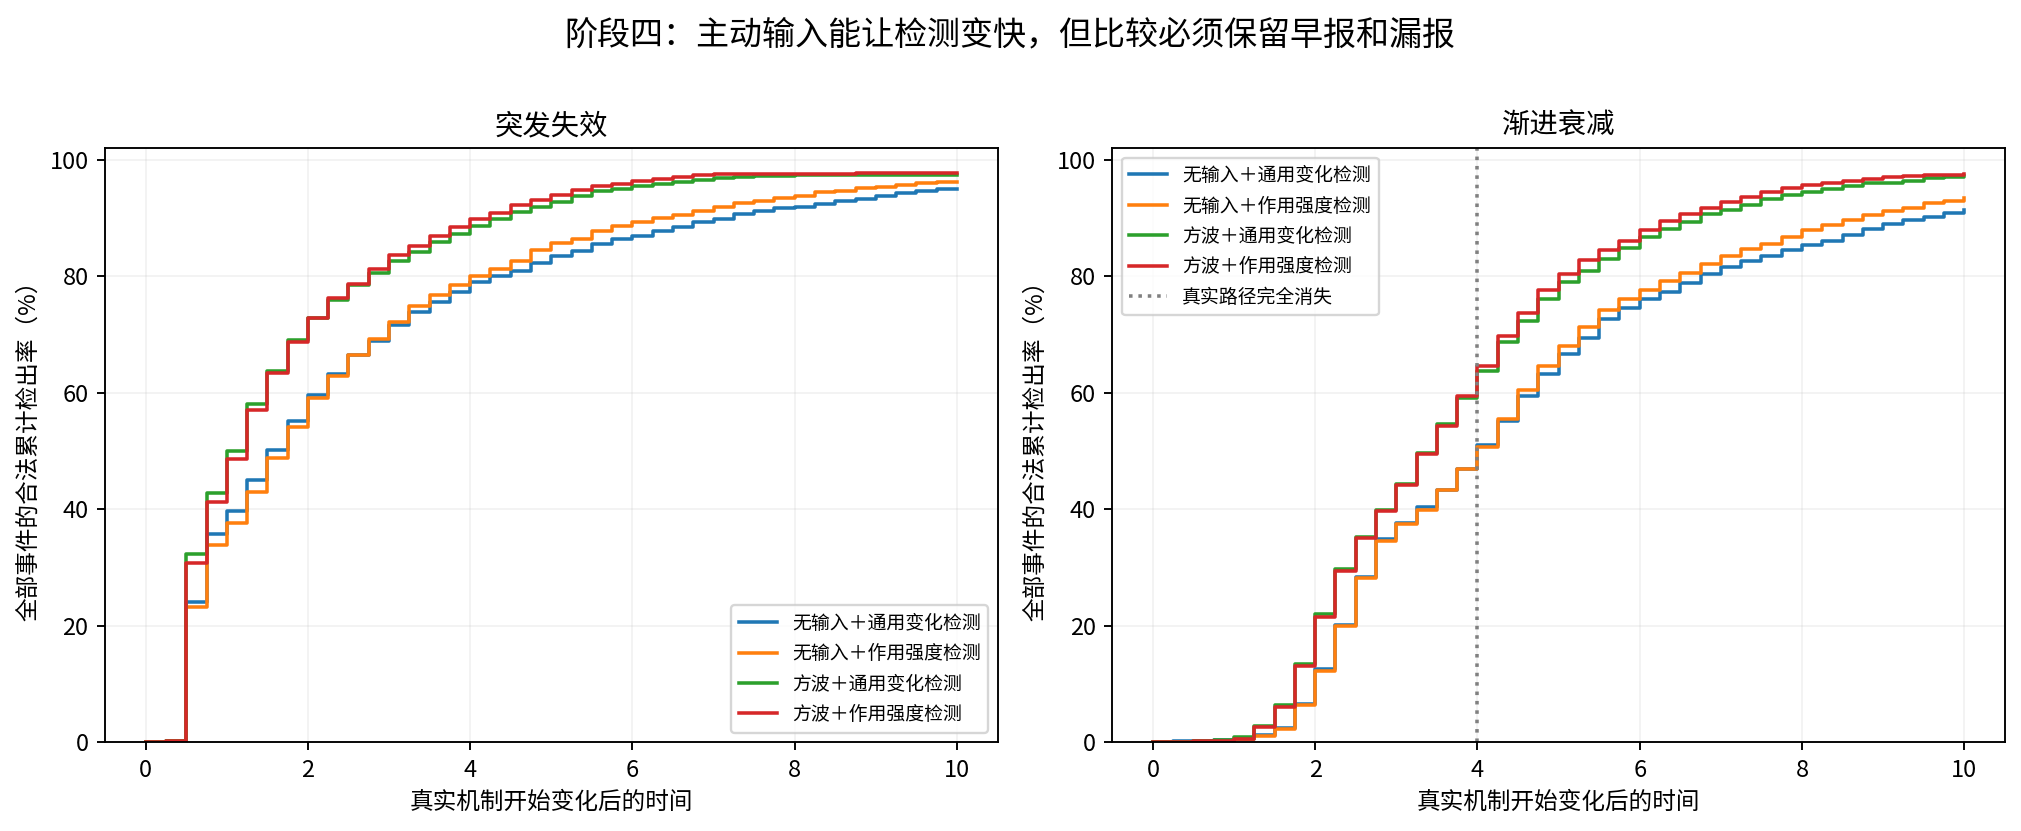 阶段四：主动输入能让检测变快，但比较必须保留早报和漏报
突发失效
全部事件的合法累计检出率（%）
100
80
60
40
20
0
无输入＋通用变化检测
无输入＋作用强度检测
方波＋通用变化检测
方波＋作用强度检测
0 2 4 6 8 10
真实机制开始变化后的时间
渐进衰减
全部事件的合法累计检出率（%）
100
80
60
40
20
0
无输入＋通用变化检测
无输入＋作用强度检测
方波＋通用变化检测
方波＋作用强度检测
真实路径完全消失
0 2 4 6 8 10
真实机制开始变化后的时间